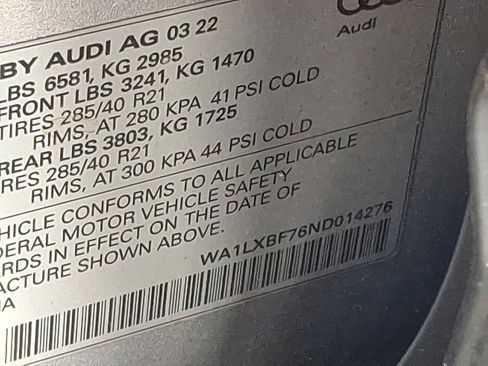 BY AUDI AG 03 22
LBS 6581, KG 2985
FRONT LBS 3241, KG 1470
TIRES 285/40 R21
RIMS, AT 280 KPA 41 PSI COLD
REAR LBS 3803, KG 1725
RES 285/40 R21
RIMS, AT 300 KPA 44 PSI COLD
HICLE CONFORMS TO ALL APPLICABLE
DERAL MOTOR VEHICLE SAFETY
ARDS IN EFFECT ON THE DATE OF
FACTURE SHOWN ABOVE.
WA1LXBF76ND014276
Audi